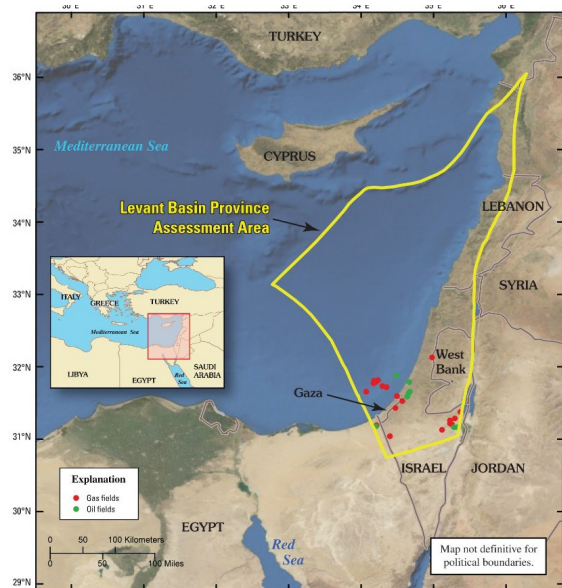 TURKEY
36°N
35°N
Mediterranean Sea
CYPRUS
34°N
Levant Basin Province
Assessment Area
LEBANON
33°N
SYRIA
ITALY
GREECE
TURKEY
Mediterranean Sea
LIBYA
EGYPT
Red
Sea
SAUDI
ARABIA
32°N
West
Bank
Gaza
31°N
ISRAEL
JORDAN
Explanation
Gas fields
Oil fields
30°N
EGYPT
Red
Sea
0 50 100 Kilometers
0 50 100 Miles
Map not definitive for
political boundaries.
29°N